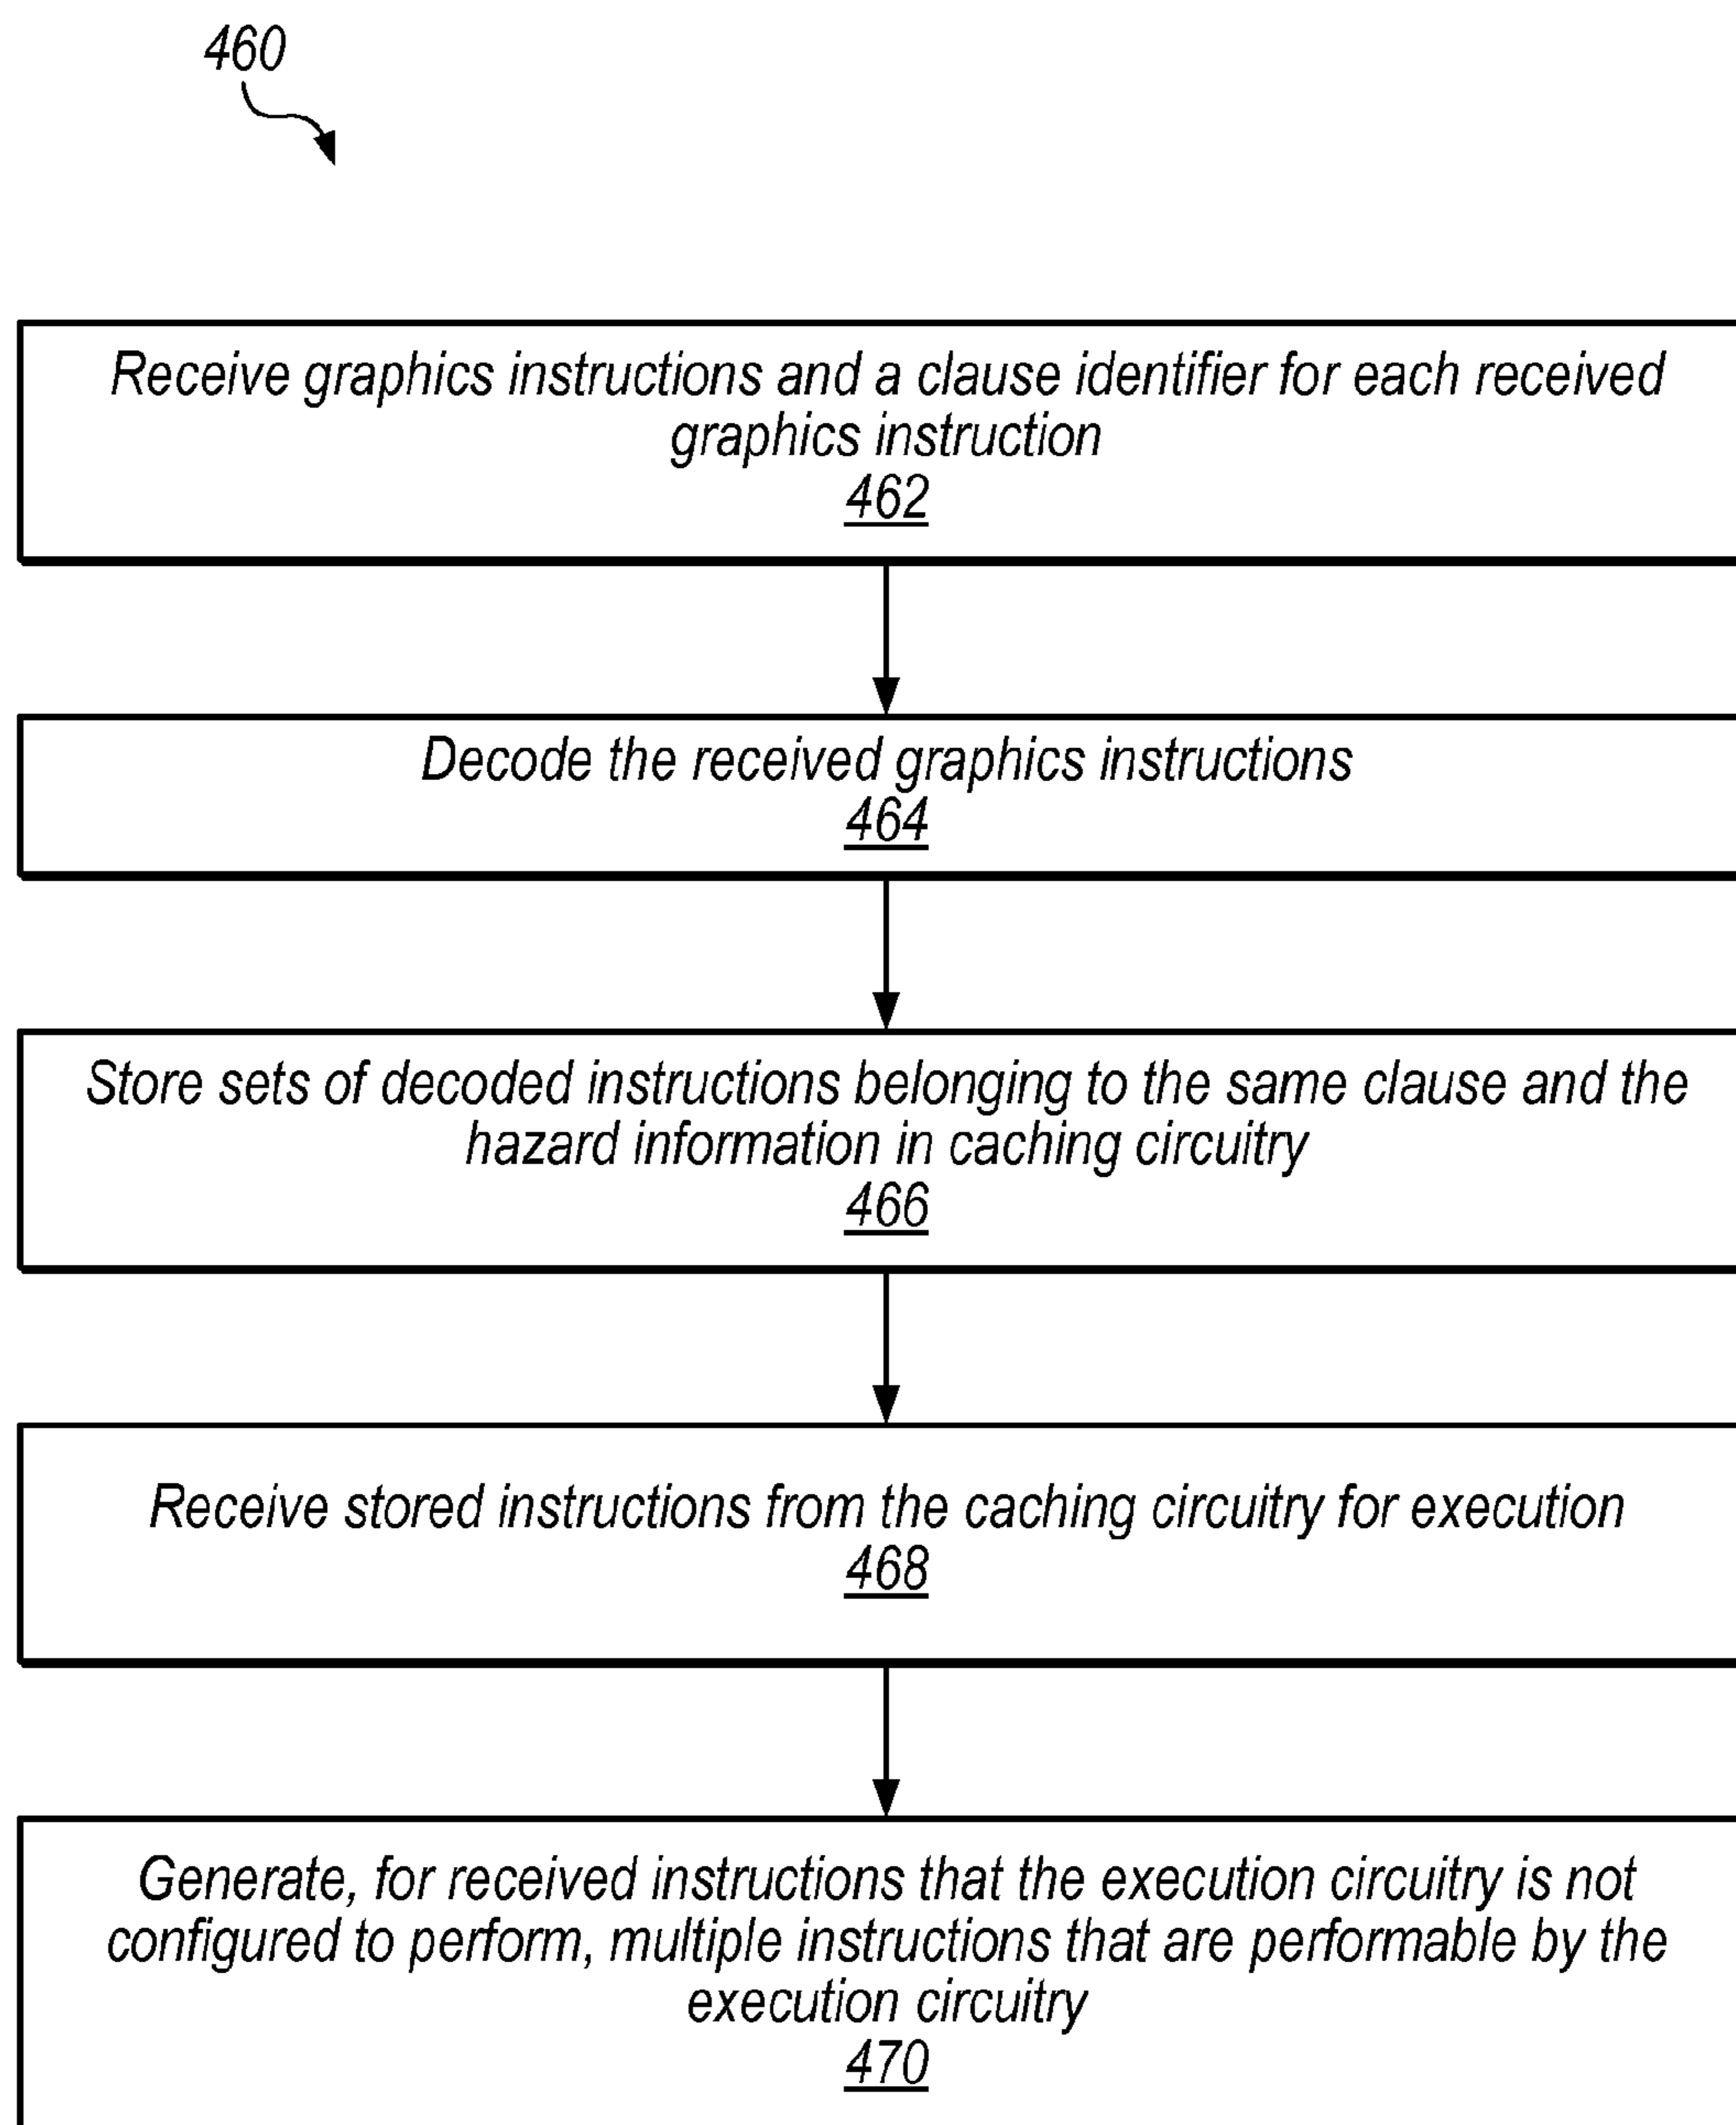 460
Receive graphics instructions and a clause identifier for each received
graphics instruction
462
Decode the received graphics instructions
464
Store sets of decoded instructions belonging to the same clause and the
hazard information in caching circuitry
466
Receive stored instructions from the caching circuitry for execution
468
Generate, for received instructions that the execution circuitry is not
configured to perform, multiple instructions that are performable by the
execution circuitry
470